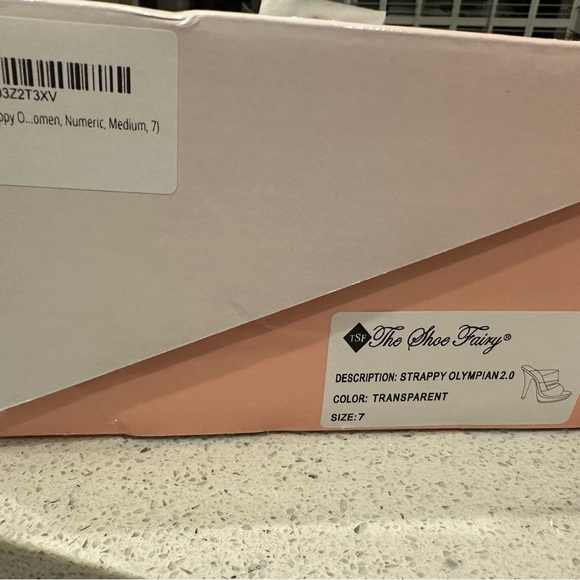 3Z2T3XV
ppy O...omen, Numeric, Medium, 7)
TSF The Shoe Fairy®
DESCRIPTION: STRAPPY OLYMPIAN 2.0
COLOR: TRANSPARENT
SIZE: 7